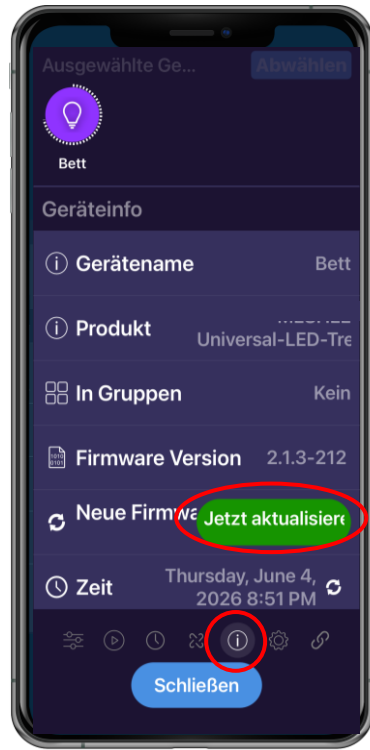 Ausgewählte Ge...
Abwählen
Bett
Geräteinfo
Gerätename
Bett
Produkt
Universal-LED-Tre
In Gruppen
Kein
Firmware Version
2.1.3-212
Neue Firmwa
Jetzt aktualisiere
Zeit
Thursday, June 4,
2026 8:51 PM
Schließen